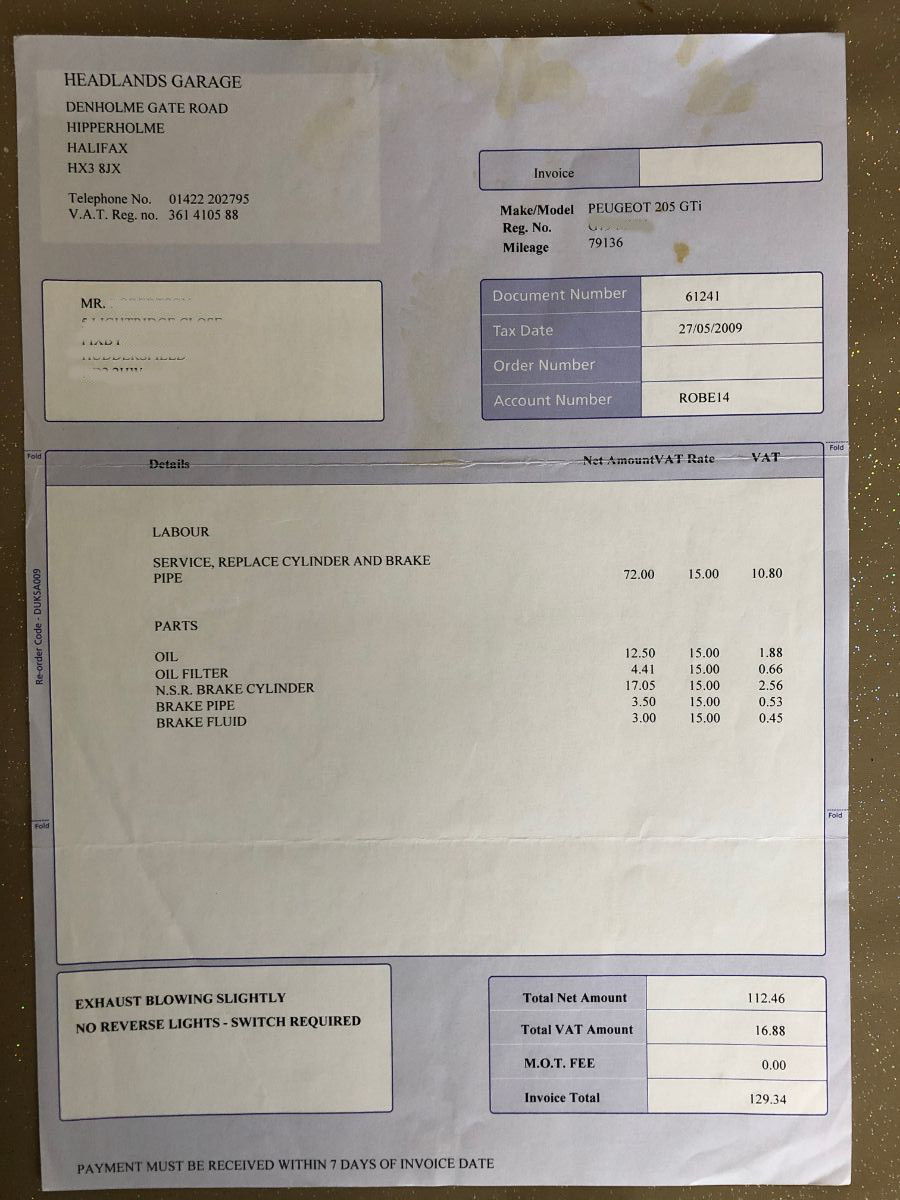 HEADLANDS GARAGE
DENHOLME GATE ROAD
HIPPERHOLME
HALIFAX
HX3 8JX
Telephone No. 01422 202795
V.A.T. Reg. no. 361 4105 88
Invoice
Make/Model PEUGEOT 205 GTi
Reg. No.
Mileage 79136
MR.
Document Number 61241
Tax Date 27/05/2009
Order Number
Account Number ROBE14
Fold
Fold
Details Net Amount VAT Rate VAT
LABOUR
SERVICE, REPLACE CYLINDER AND BRAKE
PIPE 72.00 15.00 10.80
PARTS
OIL 12.50 15.00 1.88
OIL FILTER 4.41 15.00 0.66
N.S.R. BRAKE CYLINDER 17.05 15.00 2.56
BRAKE PIPE 3.50 15.00 0.53
BRAKE FLUID 3.00 15.00 0.45
Re-order Code - DUKSA009
Fold
Fold
EXHAUST BLOWING SLIGHTLY
NO REVERSE LIGHTS - SWITCH REQUIRED
Total Net Amount 112.46
Total VAT Amount 16.88
M.O.T. FEE 0.00
Invoice Total 129.34
PAYMENT MUST BE RECEIVED WITHIN 7 DAYS OF INVOICE DATE